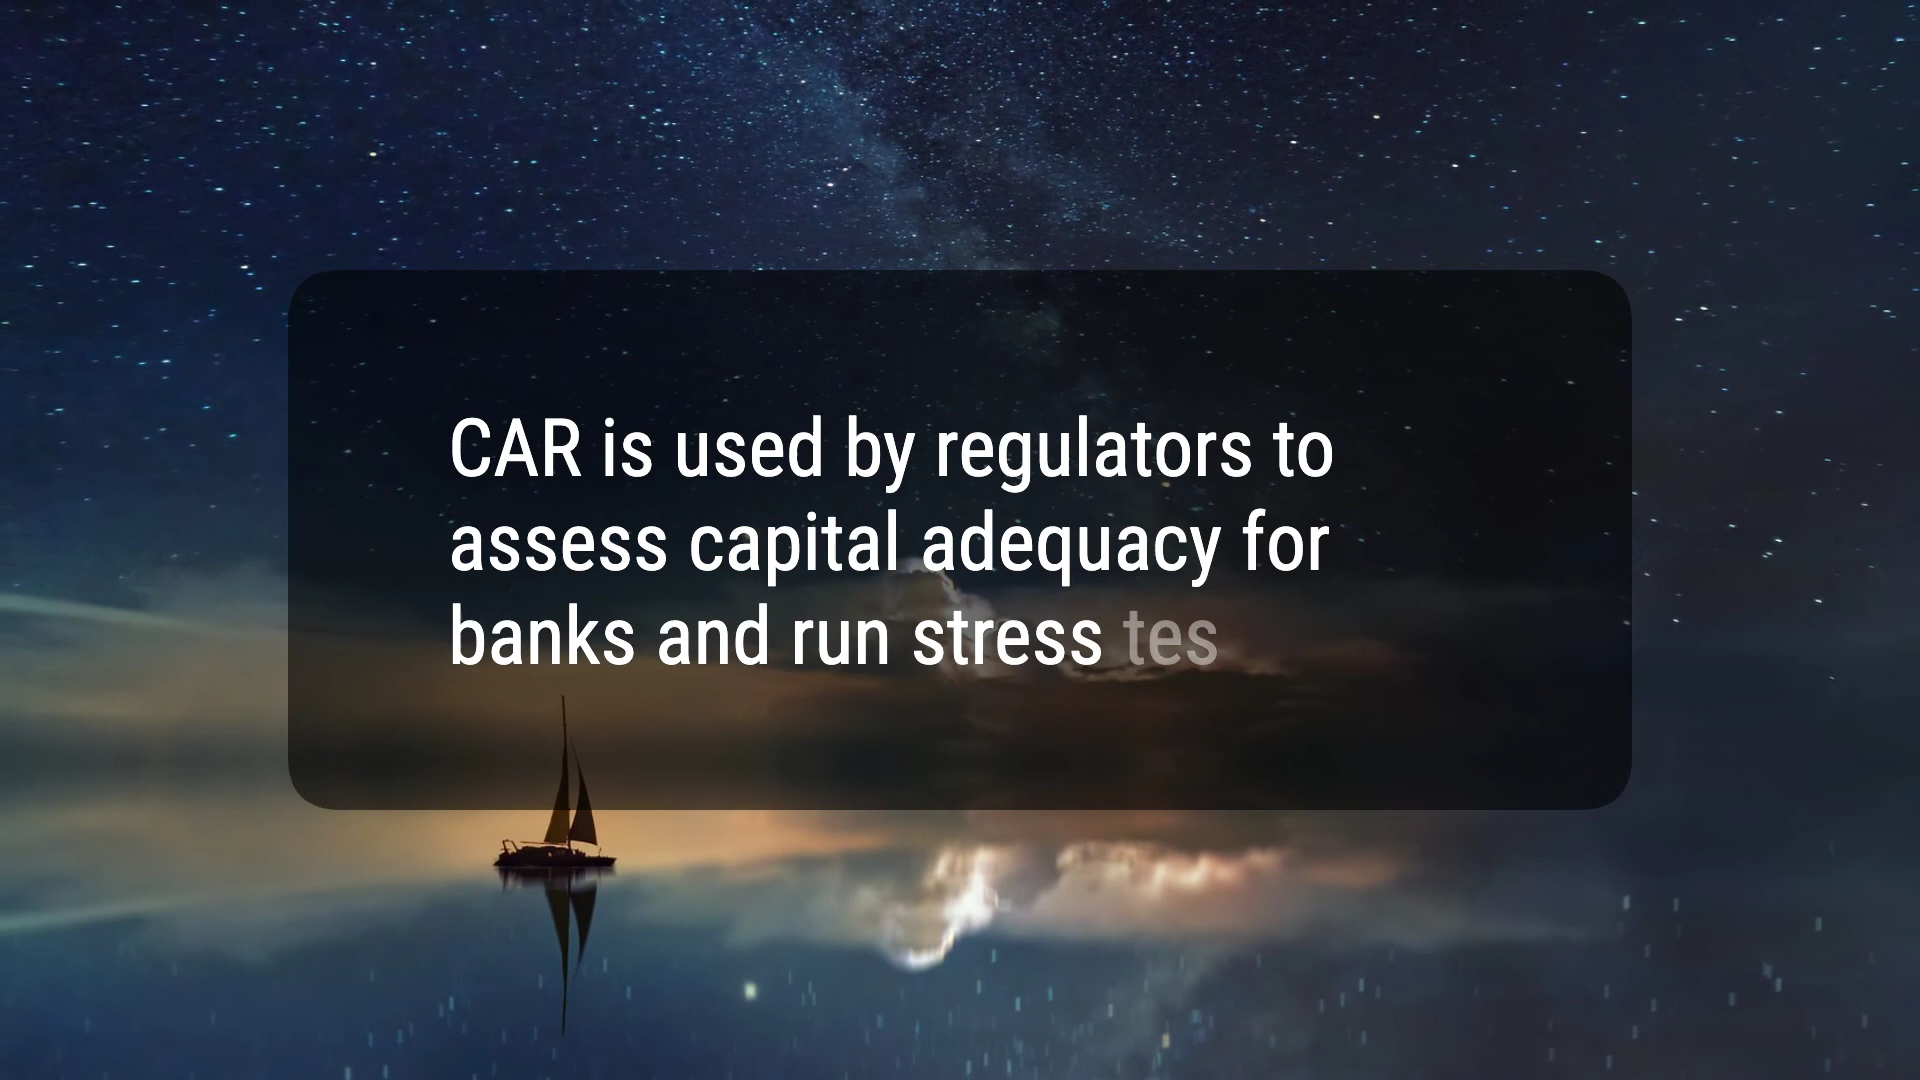 CAR is used by regulators to
assess capital adequacy for
banks and run stress tes